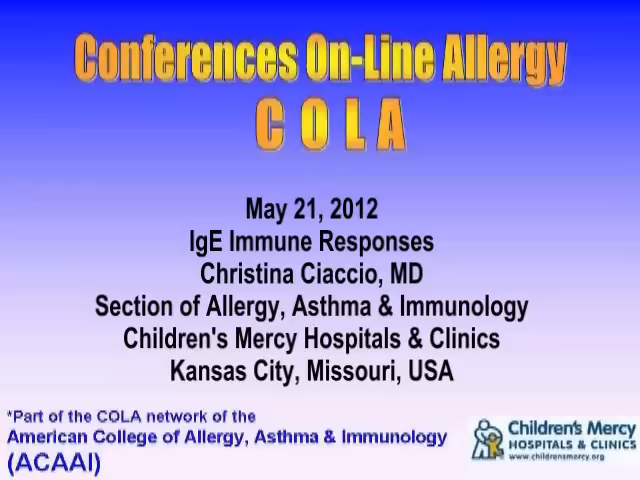 Conferences On-Line Allergy
C O L A
May 21, 2012
IgE Immune Responses
Christina Ciaccio, MD
Section of Allergy, Asthma & Immunology
Children's Mercy Hospitals & Clinics
Kansas City, Missouri, USA
*Part of the COLA network of the
American College of Allergy, Asthma & Immunology
(ACAAI)
Children's Mercy
HOSPITALS & CLINICS
www.childrensmercy.org